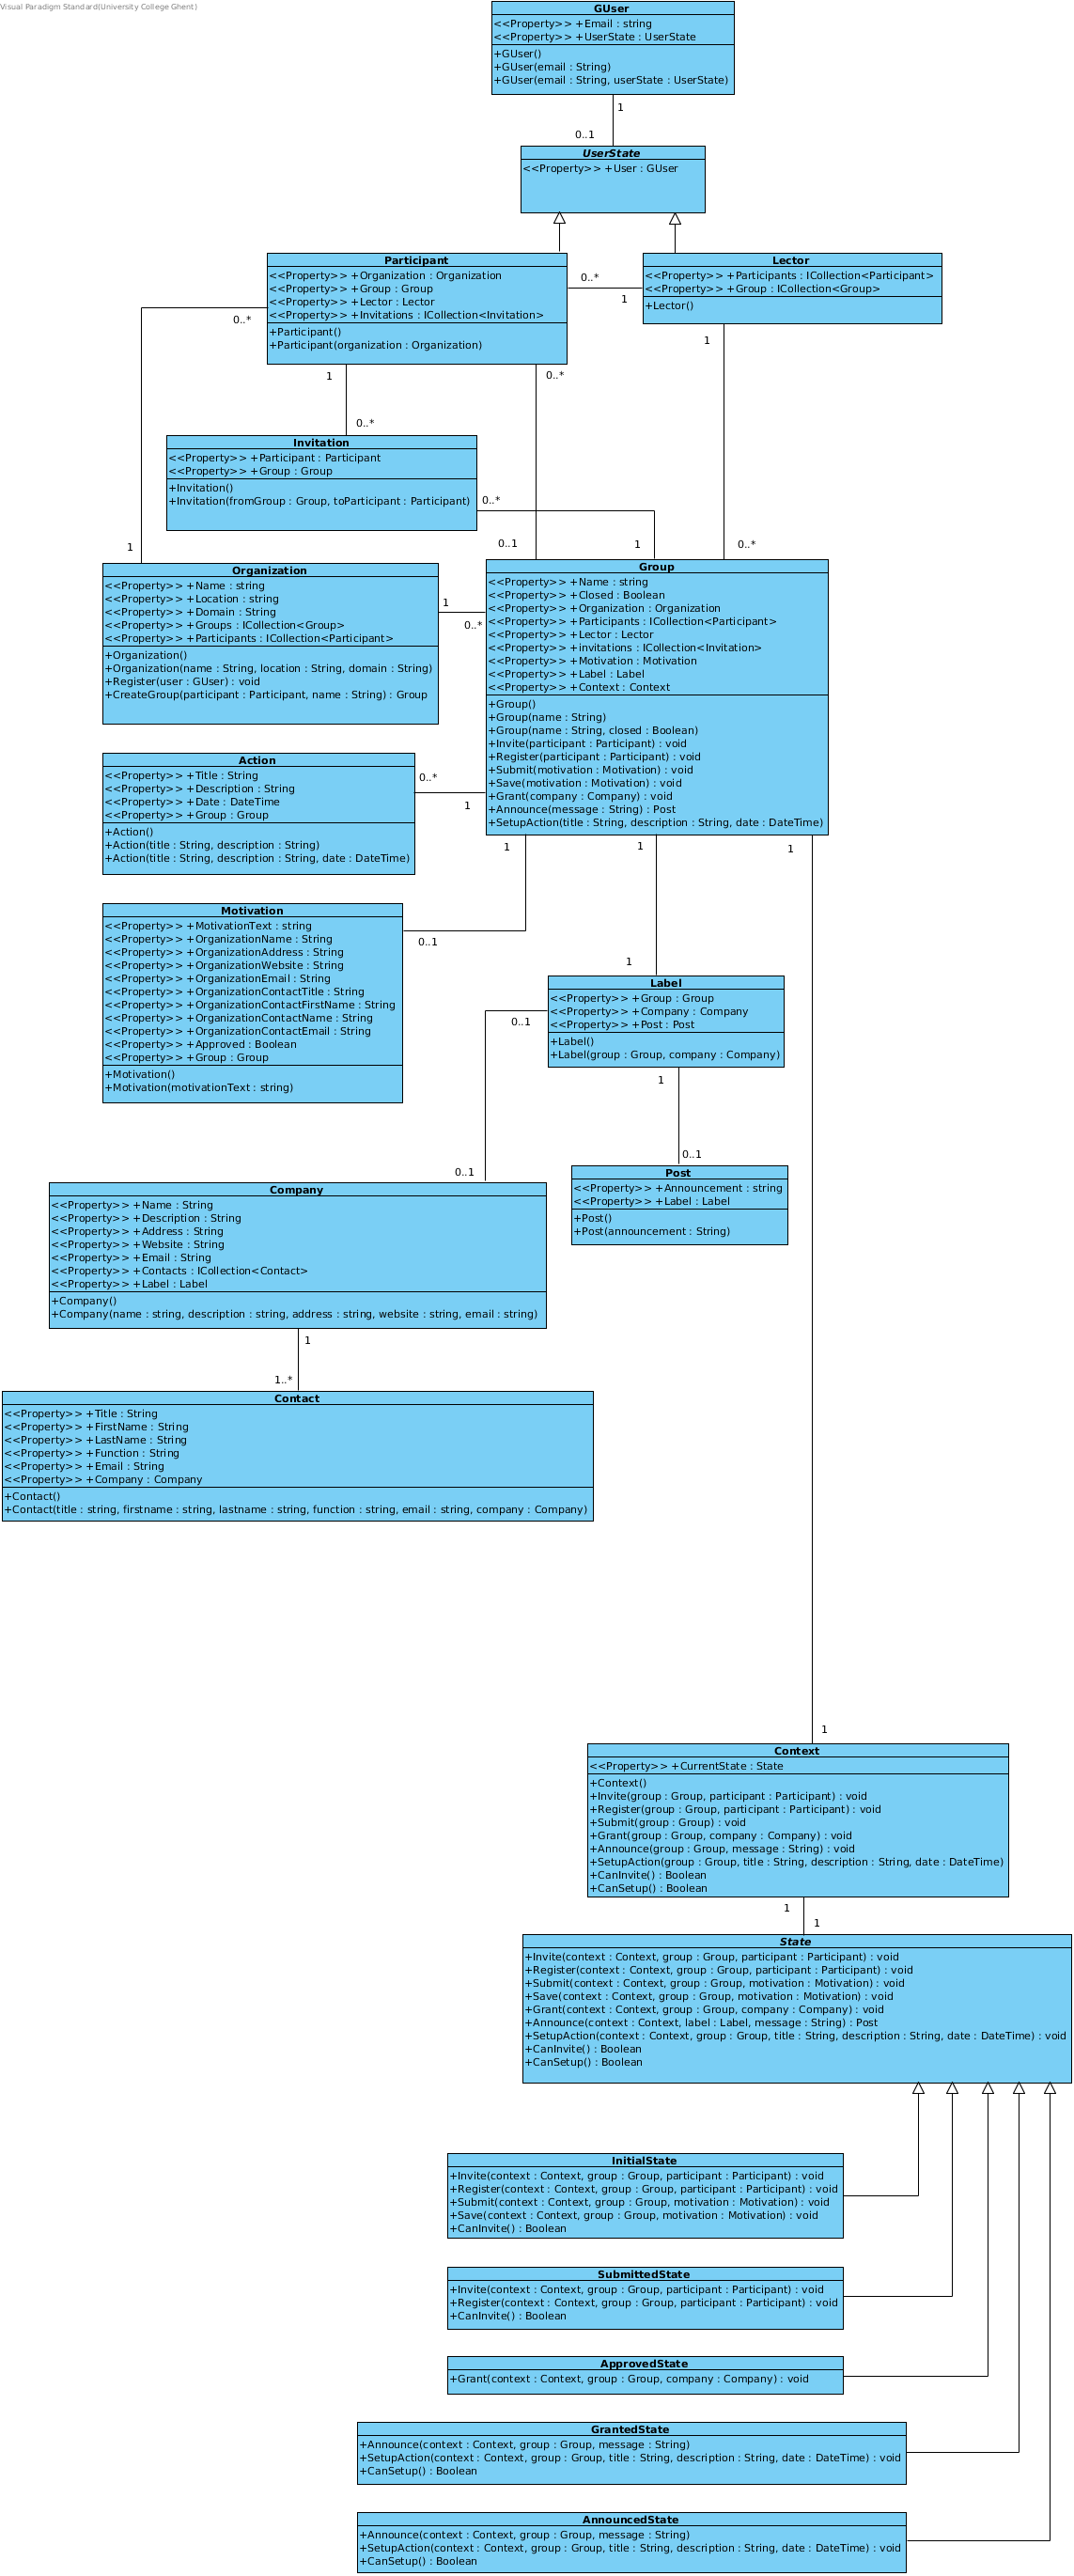 Visual Paradigm Standard(University College Ghent)
GUser
<<Property>> +Email : string
<<Property>> +UserState : UserState
+GUser()
+GUser(email : String)
+GUser(email : String, userState : UserState)
1
0..1
UserState
<<Property>> +User : GUser
Participant
<<Property>> +Organization : Organization
<<Property>> +Group : Group
<<Property>> +Lector : Lector
<<Property>> +Invitations : ICollection<Invitation>
+Participant()
+Participant(organization : Organization)
0..*
1
Lector
<<Property>> +Participants : ICollection<Participant>
<<Property>> +Group : ICollection<Group>
+Lector()
0..*
1
1
0..*
0..*
Invitation
<<Property>> +Participant : Participant
<<Property>> +Group : Group
+Invitation()
+Invitation(fromGroup : Group, toParticipant : Participant)
0..*
1
0..1
1
0..*
Organization
<<Property>> +Name : string
<<Property>> +Location : string
<<Property>> +Domain : String
<<Property>> +Groups : ICollection<Group>
<<Property>> +Participants : ICollection<Participant>
+Organization()
+Organization(name : String, location : String, domain : String)
+Register(user : GUser) : void
+CreateGroup(participant : Participant, name : String) : Group
1
0..*
Group
<<Property>> +Name : string
<<Property>> +Closed : Boolean
<<Property>> +Organization : Organization
<<Property>> +Participants : ICollection<Participant>
<<Property>> +Lector : Lector
<<Property>> +invitations : ICollection<Invitation>
<<Property>> +Motivation : Motivation
<<Property>> +Label : Label
<<Property>> +Context : Context
+Group()
+Group(name : String)
+Group(name : String, closed : Boolean)
+Invite(participant : Participant) : void
+Register(participant : Participant) : void
+Submit(motivation : Motivation) : void
+Save(motivation : Motivation) : void
+Grant(company : Company) : void
+Announce(message : String) : Post
+SetupAction(title : String, description : String, date : DateTime)
Action
<<Property>> +Title : String
<<Property>> +Description : String
<<Property>> +Date : DateTime
<<Property>> +Group : Group
+Action()
+Action(title : String, description : String)
+Action(title : String, description : String, date : DateTime)
0..*
1
1
1
1
Motivation
<<Property>> +MotivationText : string
<<Property>> +OrganizationName : String
<<Property>> +OrganizationAddress : String
<<Property>> +OrganizationWebsite : String
<<Property>> +OrganizationEmail : String
<<Property>> +OrganizationContactTitle : String
<<Property>> +OrganizationContactFirstName : String
<<Property>> +OrganizationContactName : String
<<Property>> +OrganizationContactEmail : String
<<Property>> +Approved : Boolean
<<Property>> +Group : Group
+Motivation()
+Motivation(motivationText : string)
0..1
1
Label
<<Property>> +Group : Group
<<Property>> +Company : Company
<<Property>> +Post : Post
+Label()
+Label(group : Group, company : Company)
0..1
1
0..1
0..1
Post
<<Property>> +Announcement : string
<<Property>> +Label : Label
+Post()
+Post(announcement : String)
Company
<<Property>> +Name : String
<<Property>> +Description : String
<<Property>> +Address : String
<<Property>> +Website : String
<<Property>> +Email : String
<<Property>> +Contacts : ICollection<Contact>
<<Property>> +Label : Label
+Company()
+Company(name : string, description : string, address : string, website : string, email : string)
1
1..*
Contact
<<Property>> +Title : String
<<Property>> +FirstName : String
<<Property>> +LastName : String
<<Property>> +Function : String
<<Property>> +Email : String
<<Property>> +Company : Company
+Contact()
+Contact(title : string, firstname : string, lastname : string, function : string, email : string, company : Company)
1
Context
<<Property>> +CurrentState : State
+Context()
+Invite(group : Group, participant : Participant) : void
+Register(group : Group, participant : Participant) : void
+Submit(group : Group) : void
+Grant(group : Group, company : Company) : void
+Announce(group : Group, message : String) : void
+SetupAction(group : Group, title : String, description : String, date : DateTime)
+CanInvite() : Boolean
+CanSetup() : Boolean
1
1
State
+Invite(context : Context, group : Group, participant : Participant) : void
+Register(context : Context, group : Group, participant : Participant) : void
+Submit(context : Context, group : Group, motivation : Motivation) : void
+Save(context : Context, group : Group, motivation : Motivation) : void
+Grant(context : Context, group : Group, company : Company) : void
+Announce(context : Context, label : Label, message : String) : Post
+SetupAction(context : Context, group : Group, title : String, description : String, date : DateTime) : void
+CanInvite() : Boolean
+CanSetup() : Boolean
InitialState
+Invite(context : Context, group : Group, participant : Participant) : void
+Register(context : Context, group : Group, participant : Participant) : void
+Submit(context : Context, group : Group, motivation : Motivation) : void
+Save(context : Context, group : Group, motivation : Motivation) : void
+CanInvite() : Boolean
SubmittedState
+Invite(context : Context, group : Group, participant : Participant) : void
+Register(context : Context, group : Group, participant : Participant) : void
+CanInvite() : Boolean
ApprovedState
+Grant(context : Context, group : Group, company : Company) : void
GrantedState
+Announce(context : Context, group : Group, message : String)
+SetupAction(context : Context, group : Group, title : String, description : String, date : DateTime) : void
+CanSetup() : Boolean
AnnouncedState
+Announce(context : Context, group : Group, message : String)
+SetupAction(context : Context, group : Group, title : String, description : String, date : DateTime) : void
+CanSetup() : Boolean